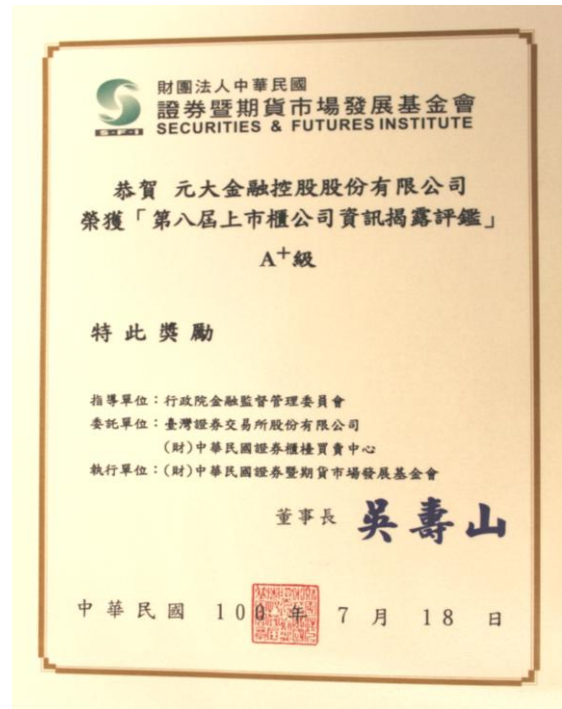 財團法人中華民國
證券暨期貨市場發展基金會
S-F-I
SECURITIES & FUTURES INSTITUTE
恭賀 元大金融控股股份有限公司
榮獲「第八屆上市櫃公司資訊揭露評鑑」
A+級
特此獎勵
指導單位：行政院金融監督管理委員會
委託單位：臺灣證券交易所股份有限公司
(財)中華民國證券櫃檯買賣中心
執行單位：(財)中華民國證券暨期貨市場發展基金會
董事長 吳壽山
中華民國 100 年 7 月 18 日